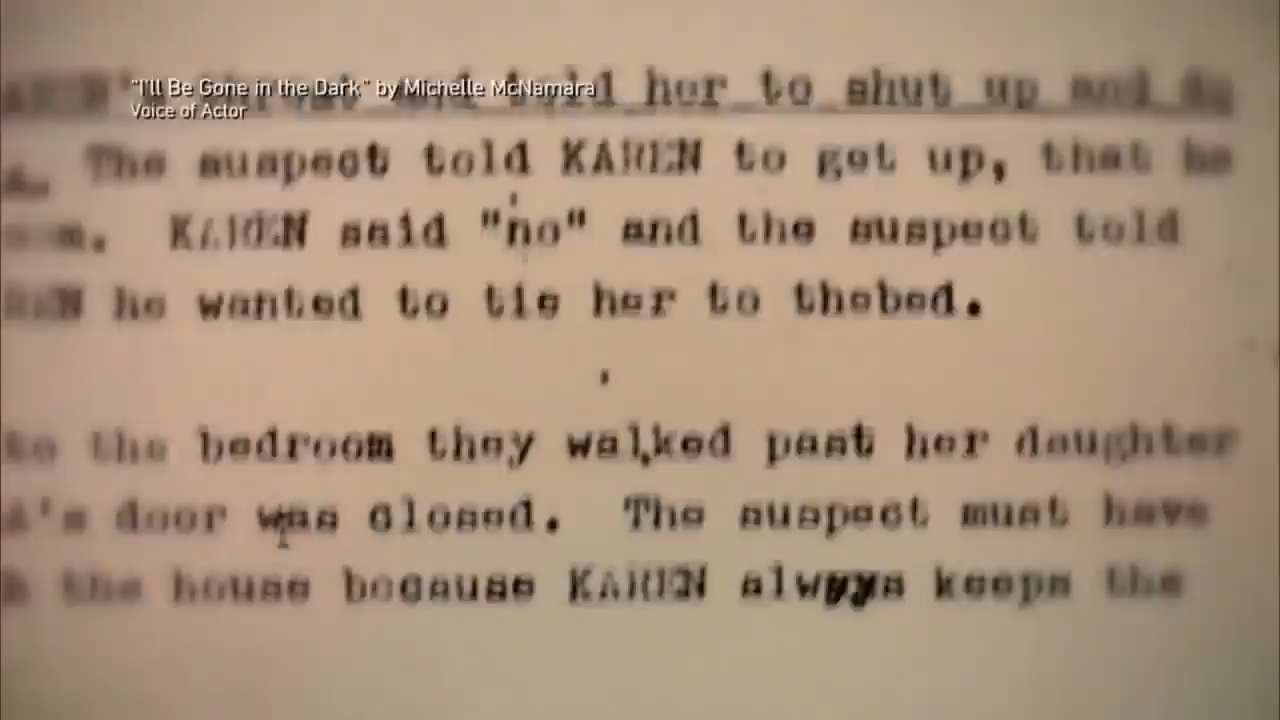 "I'll Be Gone in the Dark" by Michelle McNamara
Voice of Actor
told her to shut up and
The suspect told KAREN to get up, that he
KAREN said "no" and the suspect told
he wanted to tie her to thebed.
to the bedroom they walked past her daughter
door was closed. The suspect must have
the house because KAREN always keeps the